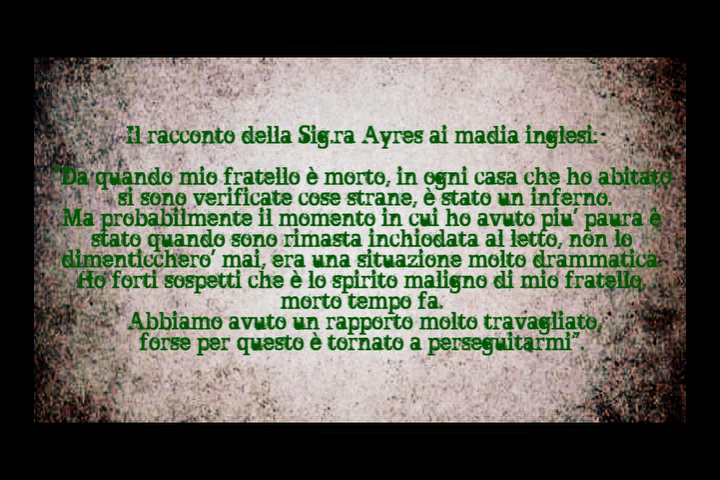 Il racconto della Sig.ra Ayres ai madia inglesi:
"Da quando mio fratello è morto, in ogni casa che ho abitato
si sono verificate cose strane, è stato un inferno.
Ma probabilmente il momento in cui ho avuto piu' paura è
stato quando sono rimasta inchiodata al letto, non lo
dimenticchero' mai, era una situazione molto drammatica.
Ho forti sospetti che è lo spirito maligno di mio fratello,
morto tempo fa.
Abbiamo avuto un rapporto molto travagliato,
forse per questo è tornato a perseguitarmi".